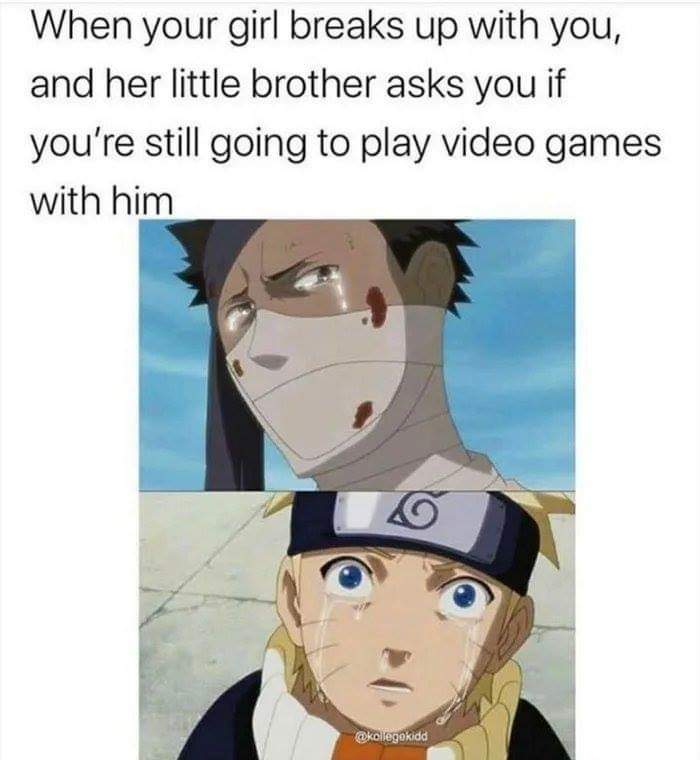 When your girl breaks up with you,
and her little brother asks you if
you're still going to play video games
with him
@kollegekidd